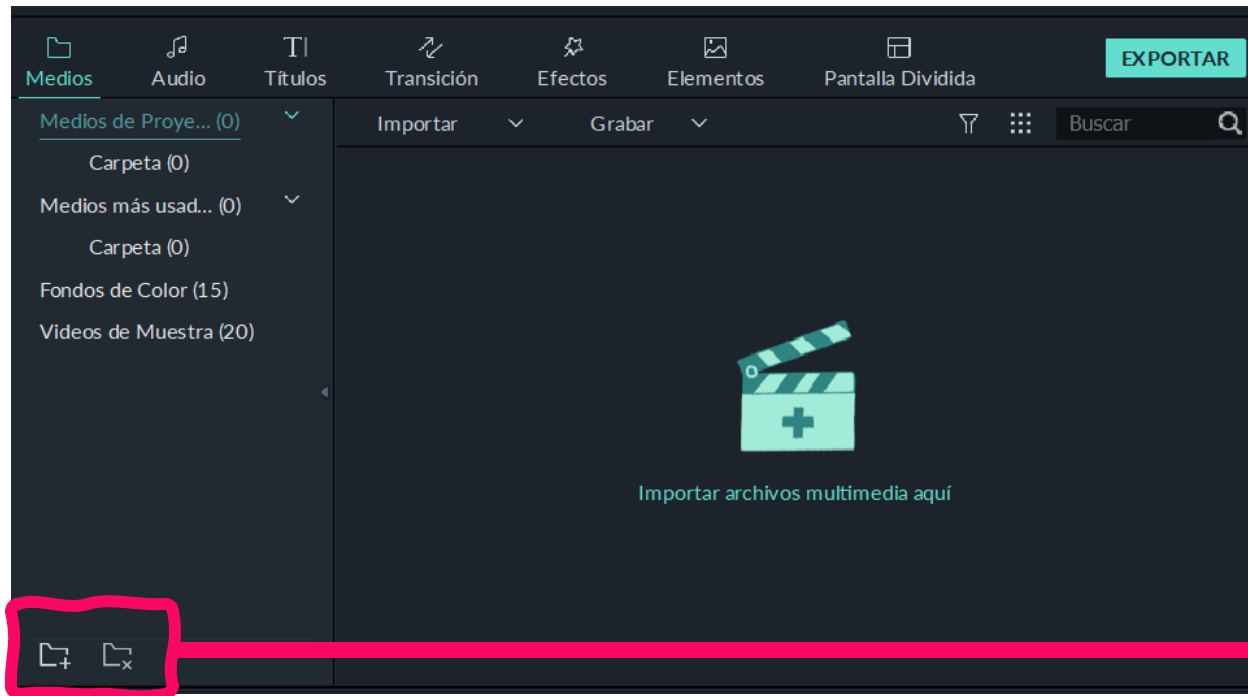 Medios
Audio
Títulos
Transición
Efectos
Elementos
Pantalla Dividida
EXPORTAR
Medios de Proye... (0)
Carpeta (0)
Medios más usad... (0)
Carpeta (0)
Fondos de Color (15)
Videos de Muestra (20)
Importar
Grabar
Buscar
Importar archivos multimedia aquí